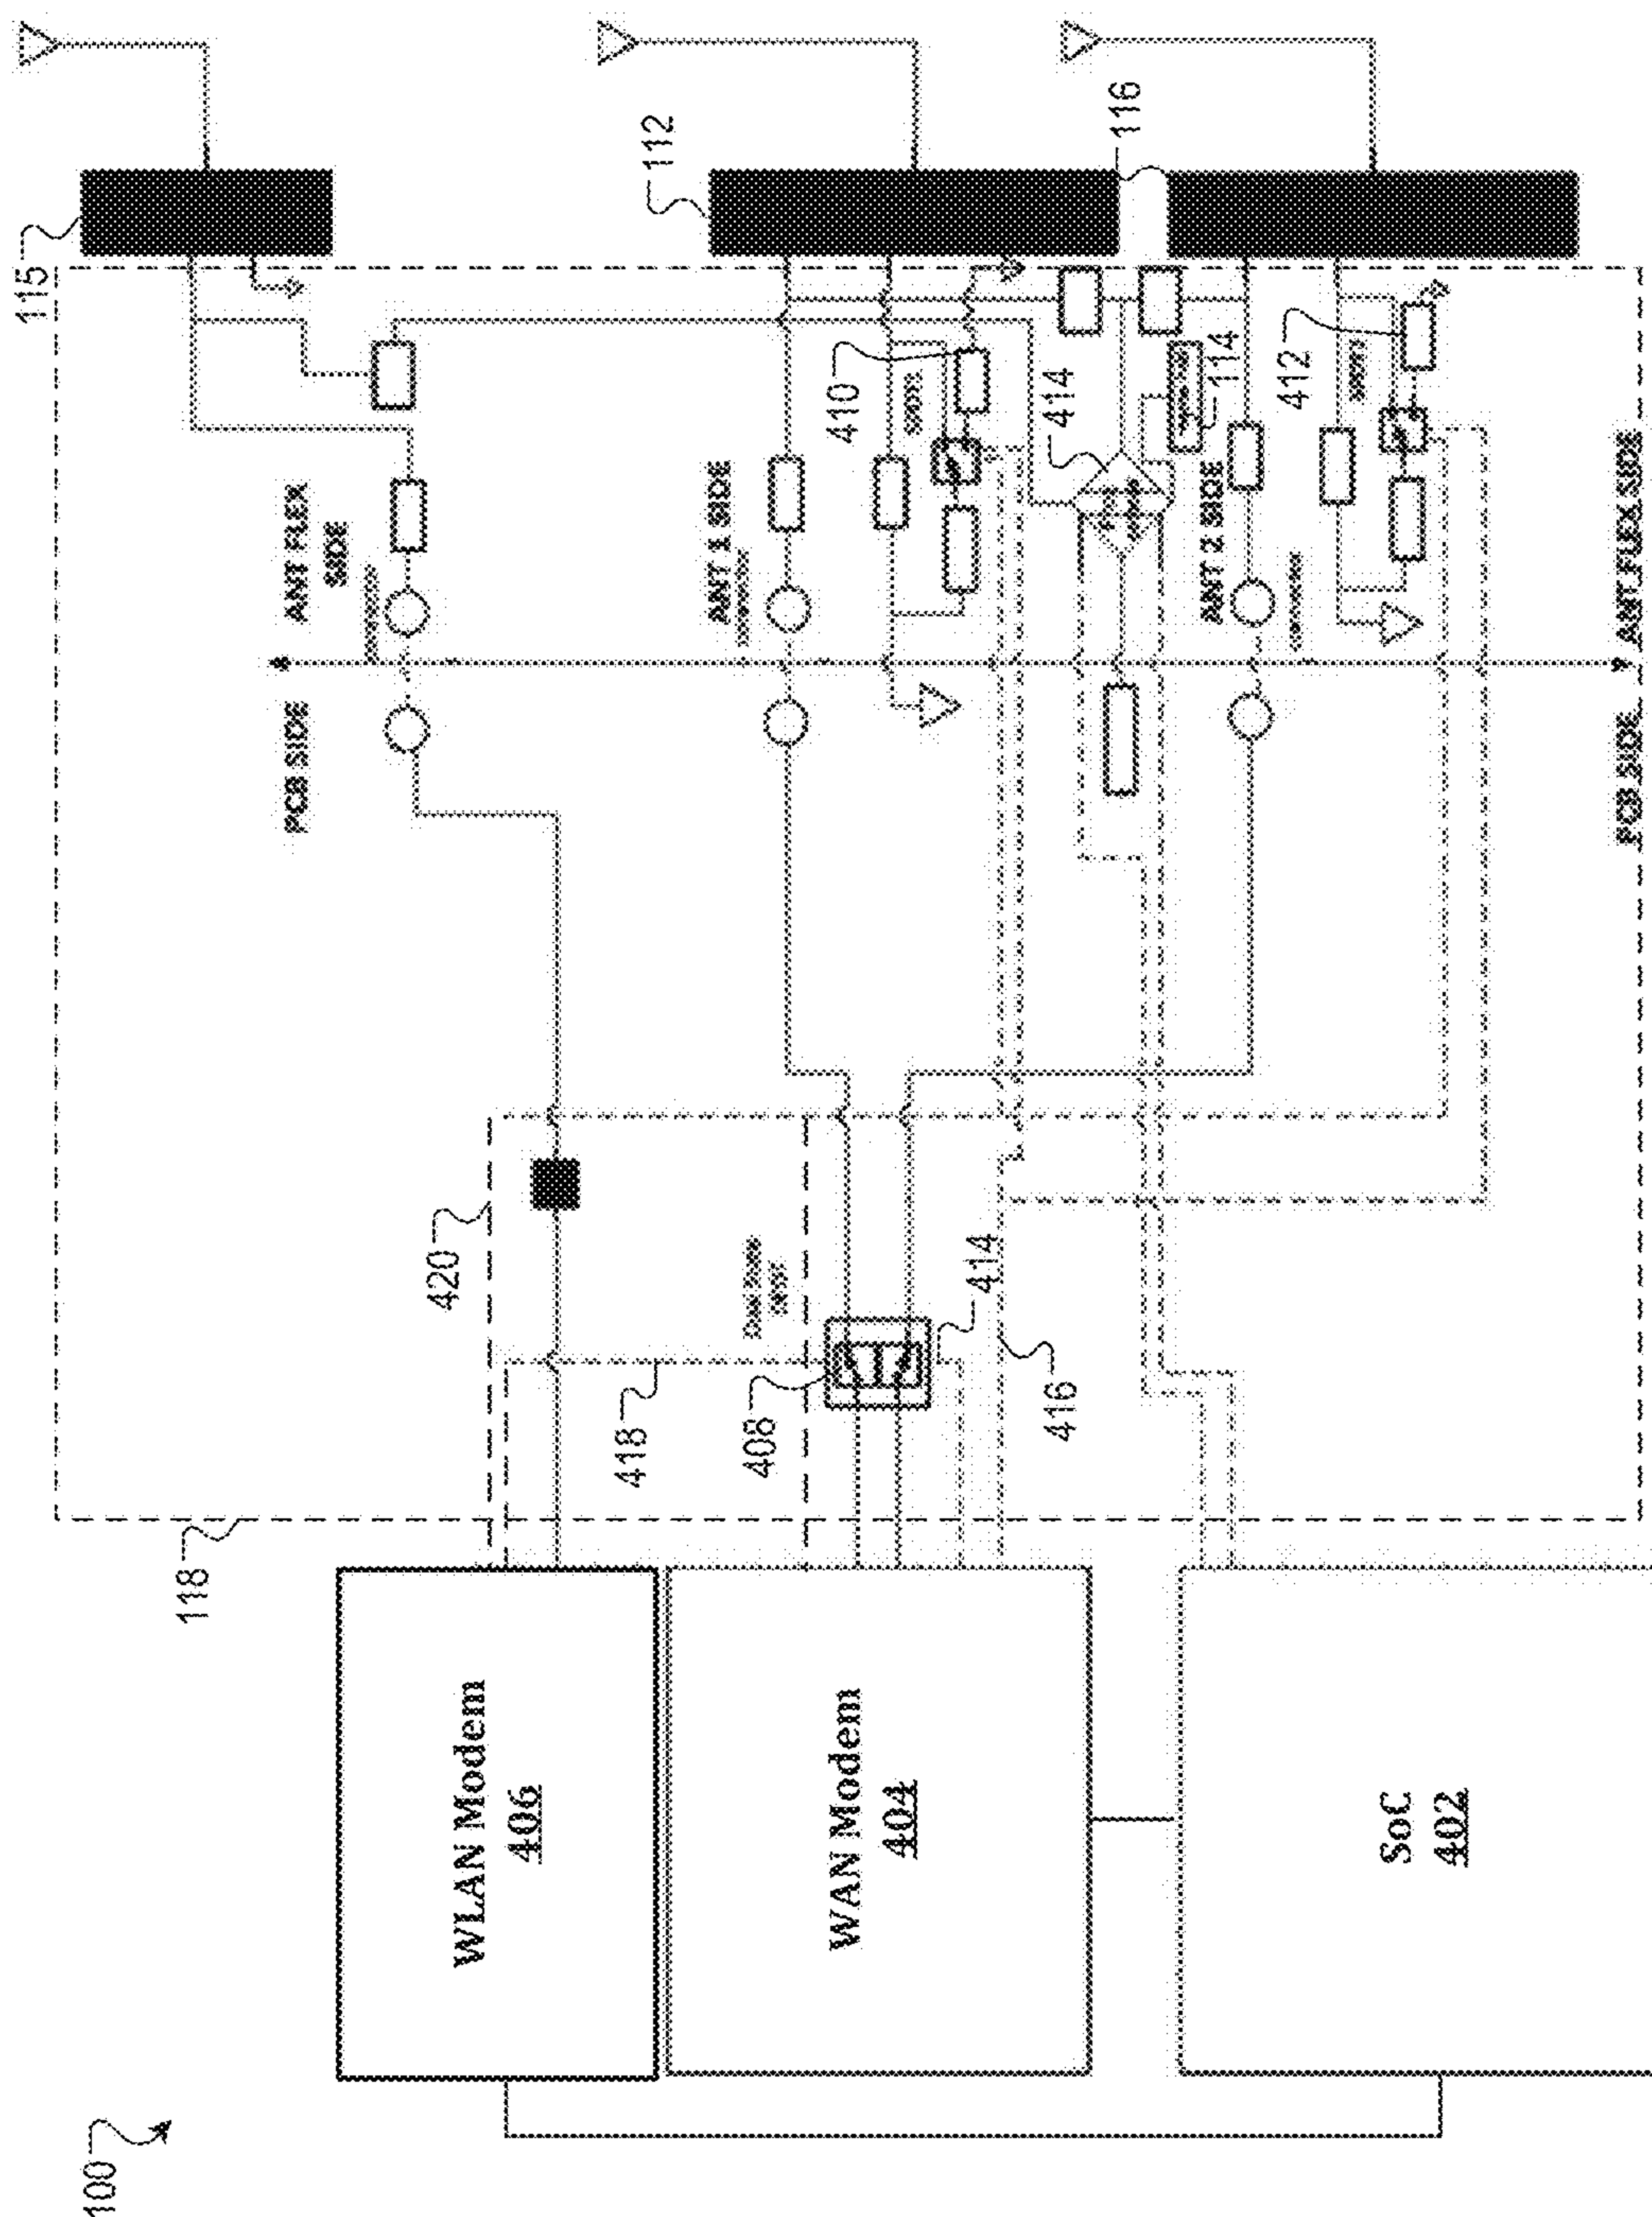 100
WLAN Modem
406
WAN Modem
404
SoC
402
118
418
408
420
414
416
PCB SIDE
ANT FLEX
SIDE
ANT 1 SIDE
ANT 2 SIDE
PCB SIDE
ANT FLEX SIDE
410
414
114
412
115
112
116